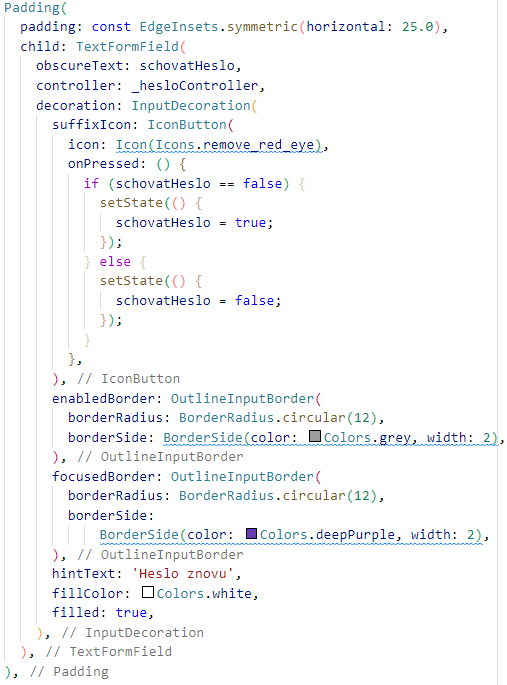 Padding(
  padding: const EdgeInsets.symmetric(horizontal: 25.0),
  child: TextFormField(
    obscureText: schovatHeslo,
    controller: _hesloController,
    decoration: InputDecoration(
      suffixIcon: IconButton(
        icon: Icon(Icons.remove_red_eye),
        onPressed: () {
          if (schovatHeslo == false) {
            setState(() {
              schovatHeslo = true;
            });
          } else {
            setState(() {
              schovatHeslo = false;
            });
          }
        },
      ), // IconButton
      enabledBorder: OutlineInputBorder(
        borderRadius: BorderRadius.circular(12),
        borderSide: BorderSide(color: Colors.grey, width: 2),
      ), // OutlineInputBorder
      focusedBorder: OutlineInputBorder(
        borderRadius: BorderRadius.circular(12),
        borderSide:
            BorderSide(color: Colors.deepPurple, width: 2),
      ), // OutlineInputBorder
      hintText: 'Heslo znovu',
      fillColor: Colors.white,
      filled: true,
    ), // InputDecoration
  ), // TextFormField
), // Padding